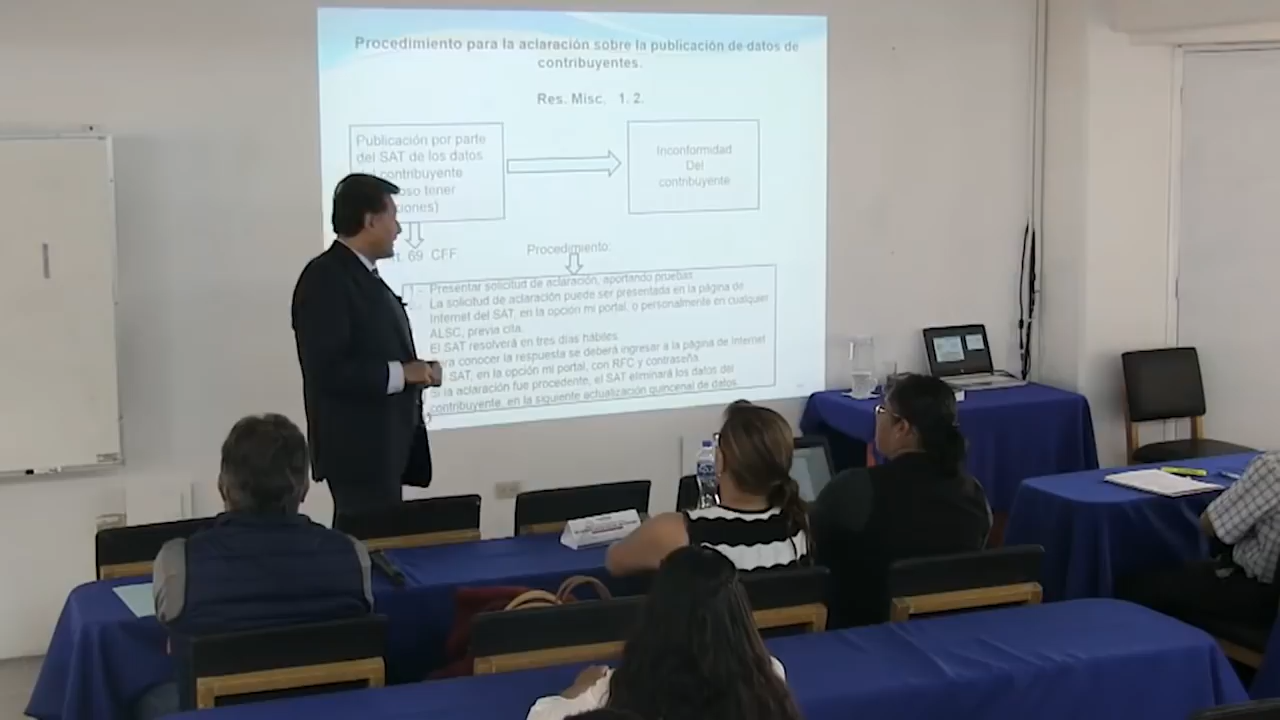 Procedimiento para la aclaración sobre la publicación de datos de
contribuyentes.
Res. Misc. 1. 2.
Publicación por parte
del SAT de los datos
contribuyente
tener
Inconformidad
Del
contribuyente
69 CFF
Procedimiento:
Presentar solicitud de aclaración, aportando pruebas
La solicitud de aclaración puede ser presentada en la página de
Internet del SAT, en la opción mi portal, o personalmente en cualquier
ALSC, previa cita.
El SAT resolverá en tres días hábiles
conocer la respuesta se deberá ingresar a la página de Internet
SAT, en la opción mi portal, con RFC y contraseña.
Si la aclaración fue procedente, el SAT eliminará los datos del
contribuyente, en la siguiente actualización quincenal de datos.